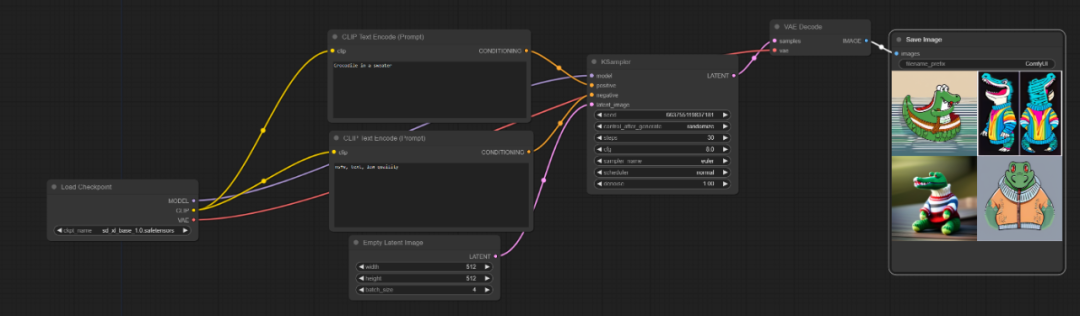 Load Checkpoint
MODEL
CLIP
VAE
ckpt_name sd_xl_base_1.0.safetensors
CLIP Text Encode (Prompt)
clip
CONDITIONING
Crocodile in a sweater
CLIP Text Encode (Prompt)
clip
CONDITIONING
text, low quality
Empty Latent Image
LATENT
width 512
height 512
batch_size 4
KSampler
model
LATENT
positive
negative
latent_image
seed
control_after_generate randomize
steps 30
cfg 8.0
sampler_name euler
scheduler normal
denoise 1.00
VAE Decode
samples
IMAGE
vae
Save Image
images
filename_prefix ComfyUI